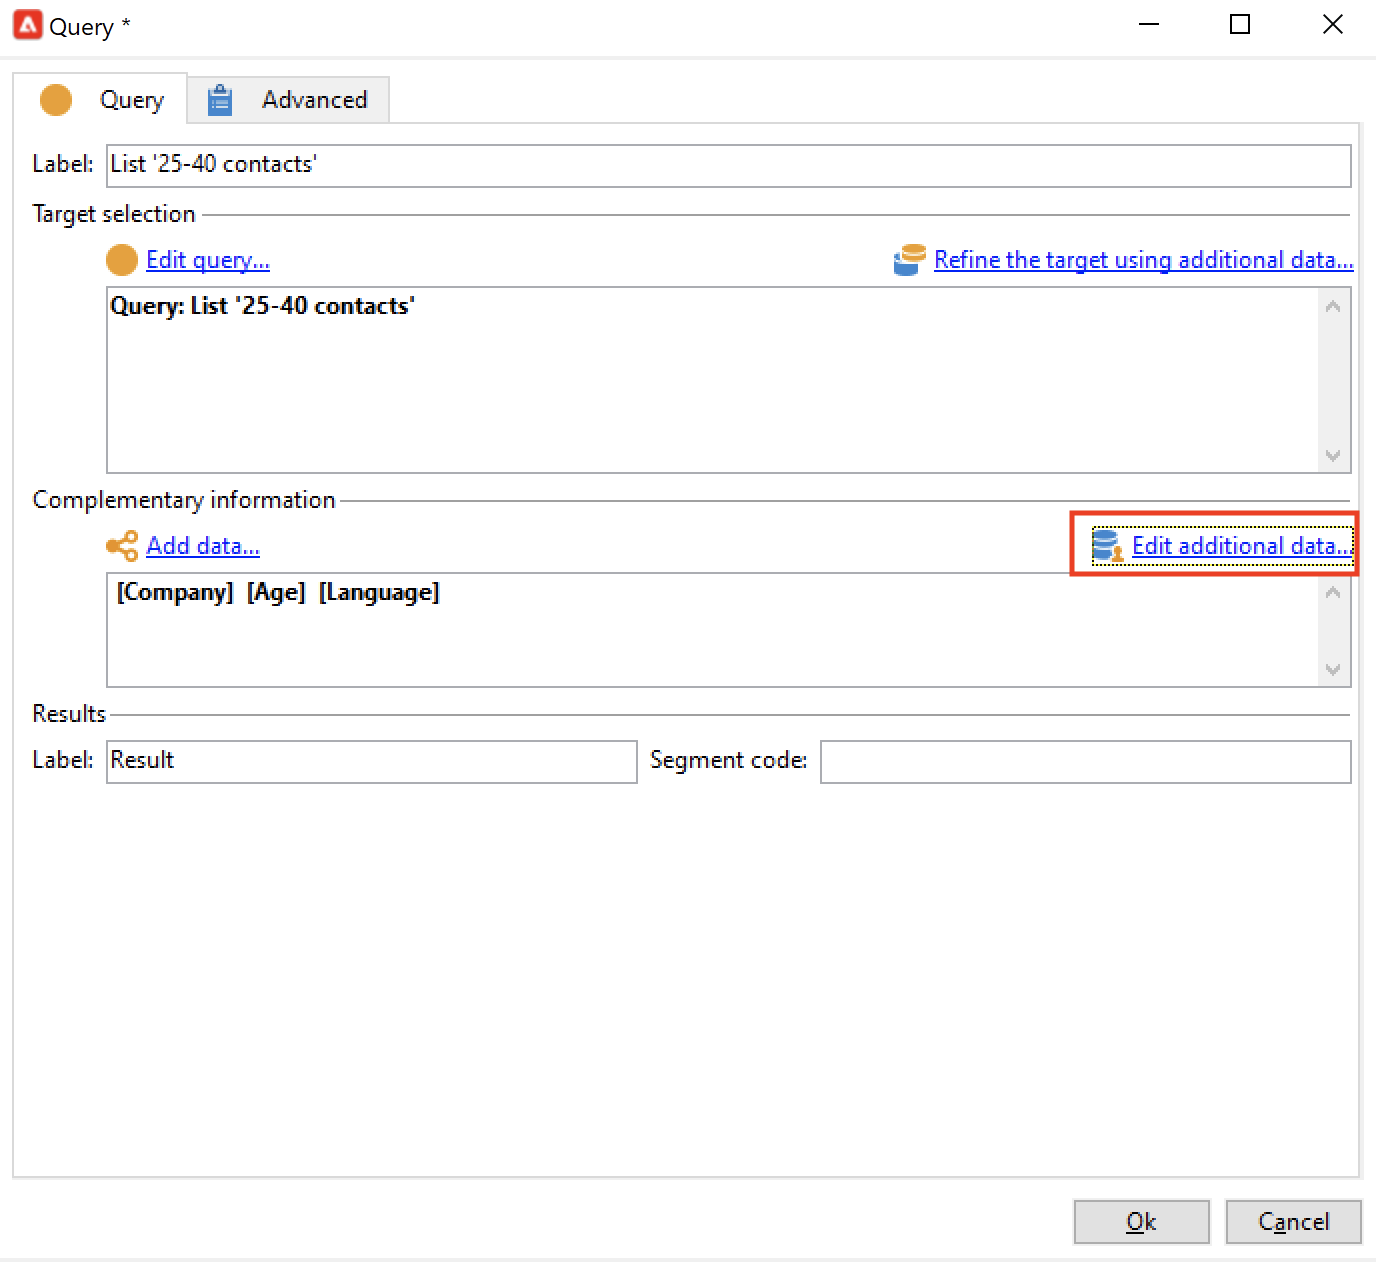 Query *
Query
Advanced
Label: List '25-40 contacts'
Target selection
Edit query... Refine the target using additional data...
Query: List '25-40 contacts'
Complementary information
Add data... Edit additional data...
[Company] [Age] [Language]
Results
Label: Result Segment code:
Ok Cancel